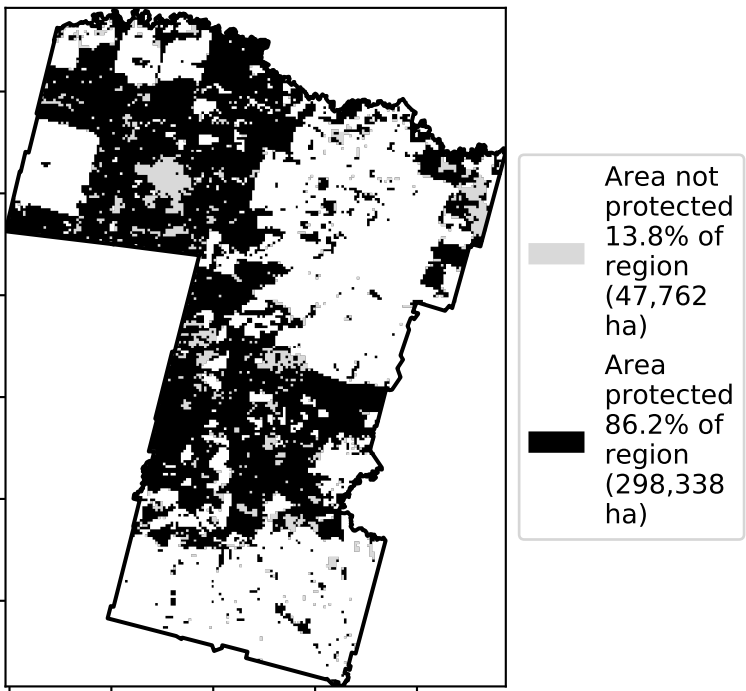 Area not
protected
13.8% of
region
(47,762
ha)
Area
protected
86.2% of
region
(298,338
ha)